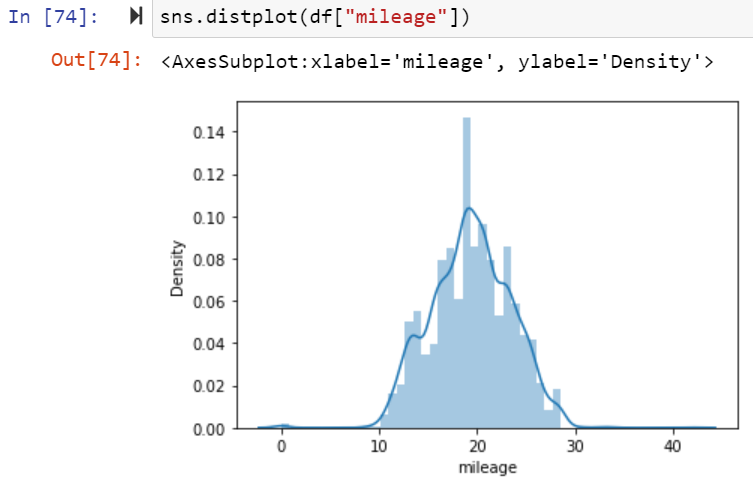 In [74]: sns.distplot(df["mileage"])
Out[74]: <AxesSubplot:xlabel='mileage', ylabel='Density'>
0.14
0.12
0.10
0.08
0.06
0.04
0.02
0.00
Density
0 10 20 30 40
mileage